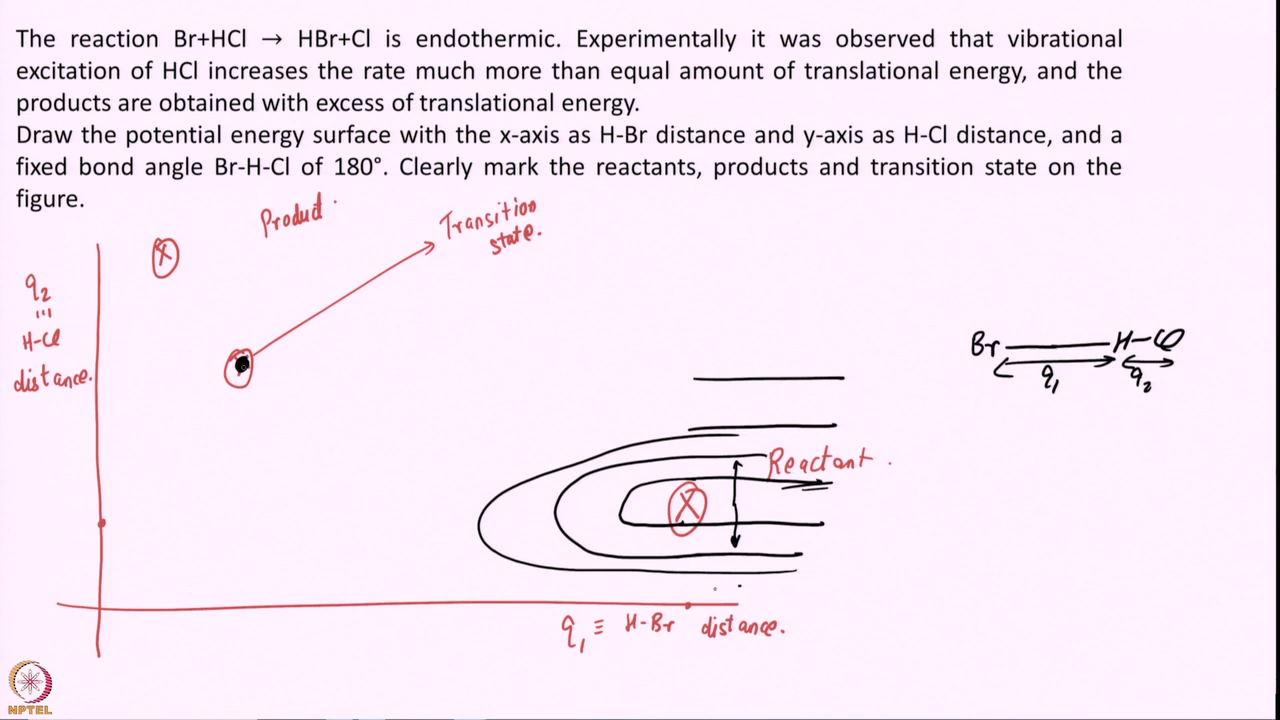 The reaction Br+HCl → HBr+Cl is endothermic. Experimentally it was observed that vibrational
excitation of HCl increases the rate much more than equal amount of translational energy, and the
products are obtained with excess of translational energy.
Draw the potential energy surface with the x-axis as H-Br distance and y-axis as H-Cl distance, and a
fixed bond angle Br-H-Cl of 180°. Clearly mark the reactants, products and transition state on the
figure.
Product.
Transition
state.
X
q₂
≡
H-Cl
distance.
Br H-Cl
q₁ q₂
Reactant.
X
q₁ ≡ H-Br distance.
NPTEL